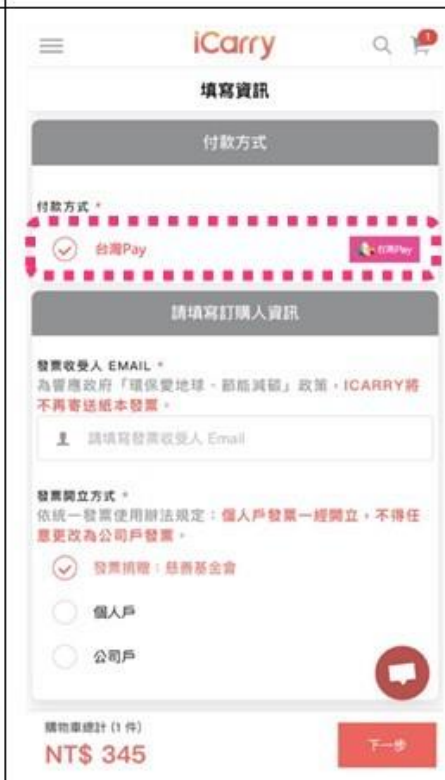 iCarry
1
填寫資訊
付款方式
付款方式 *
台灣Pay
台灣Pay
請填寫訂購人資訊
發票收受人 EMAIL *
為響應政府「環保愛地球、節能減碳」政策，ICARRY將
不再寄送紙本發票。
請填寫發票收受人 Email
發票開立方式 *
依統一發票使用辦法規定：個人戶發票一經開立，不得任
意更改為公司戶發票。
發票捐贈：慈善基金會
個人戶
公司戶
購物車總計 (1 件)
NT$ 345
下一步